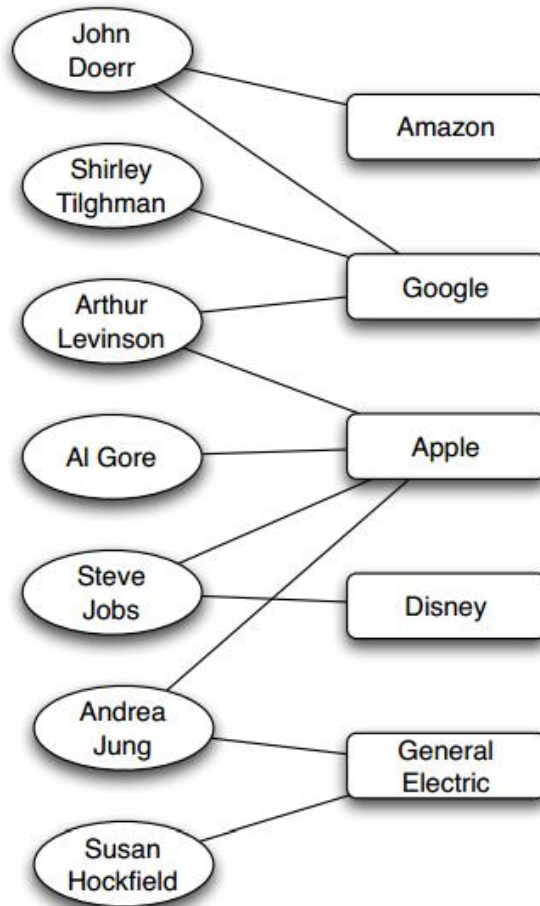 John
Doerr
Amazon
Shirley
Tilghman
Google
Arthur
Levinson
Apple
Al Gore
Steve
Jobs
Disney
Andrea
Jung
General
Electric
Susan
Hockfield